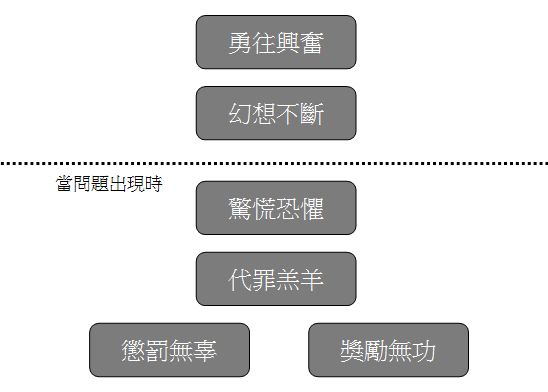 勇往興奮
幻想不斷
當問題出現時
驚慌恐懼
代罪羔羊
懲罰無辜
獎勵無功